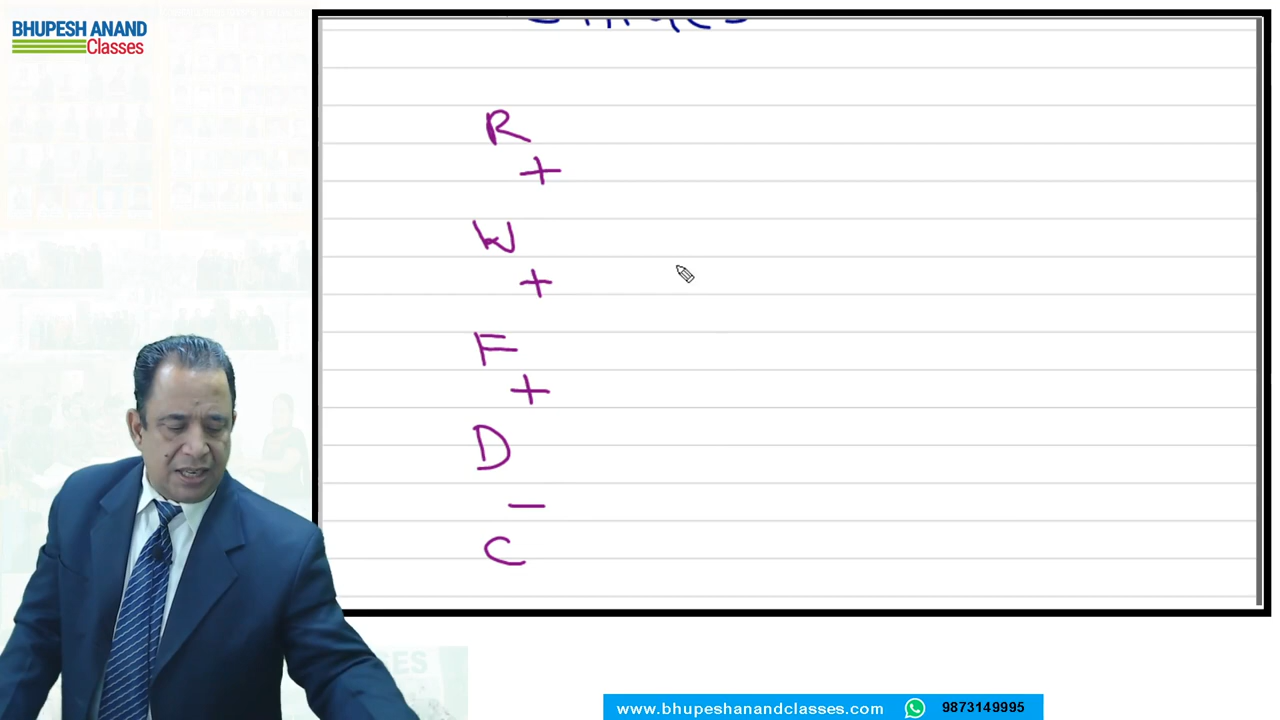 BHUPESH ANAND
Classes
R
+
W
+
F
+
D
-
C
www.bhupeshanandclasses.com 9873149995